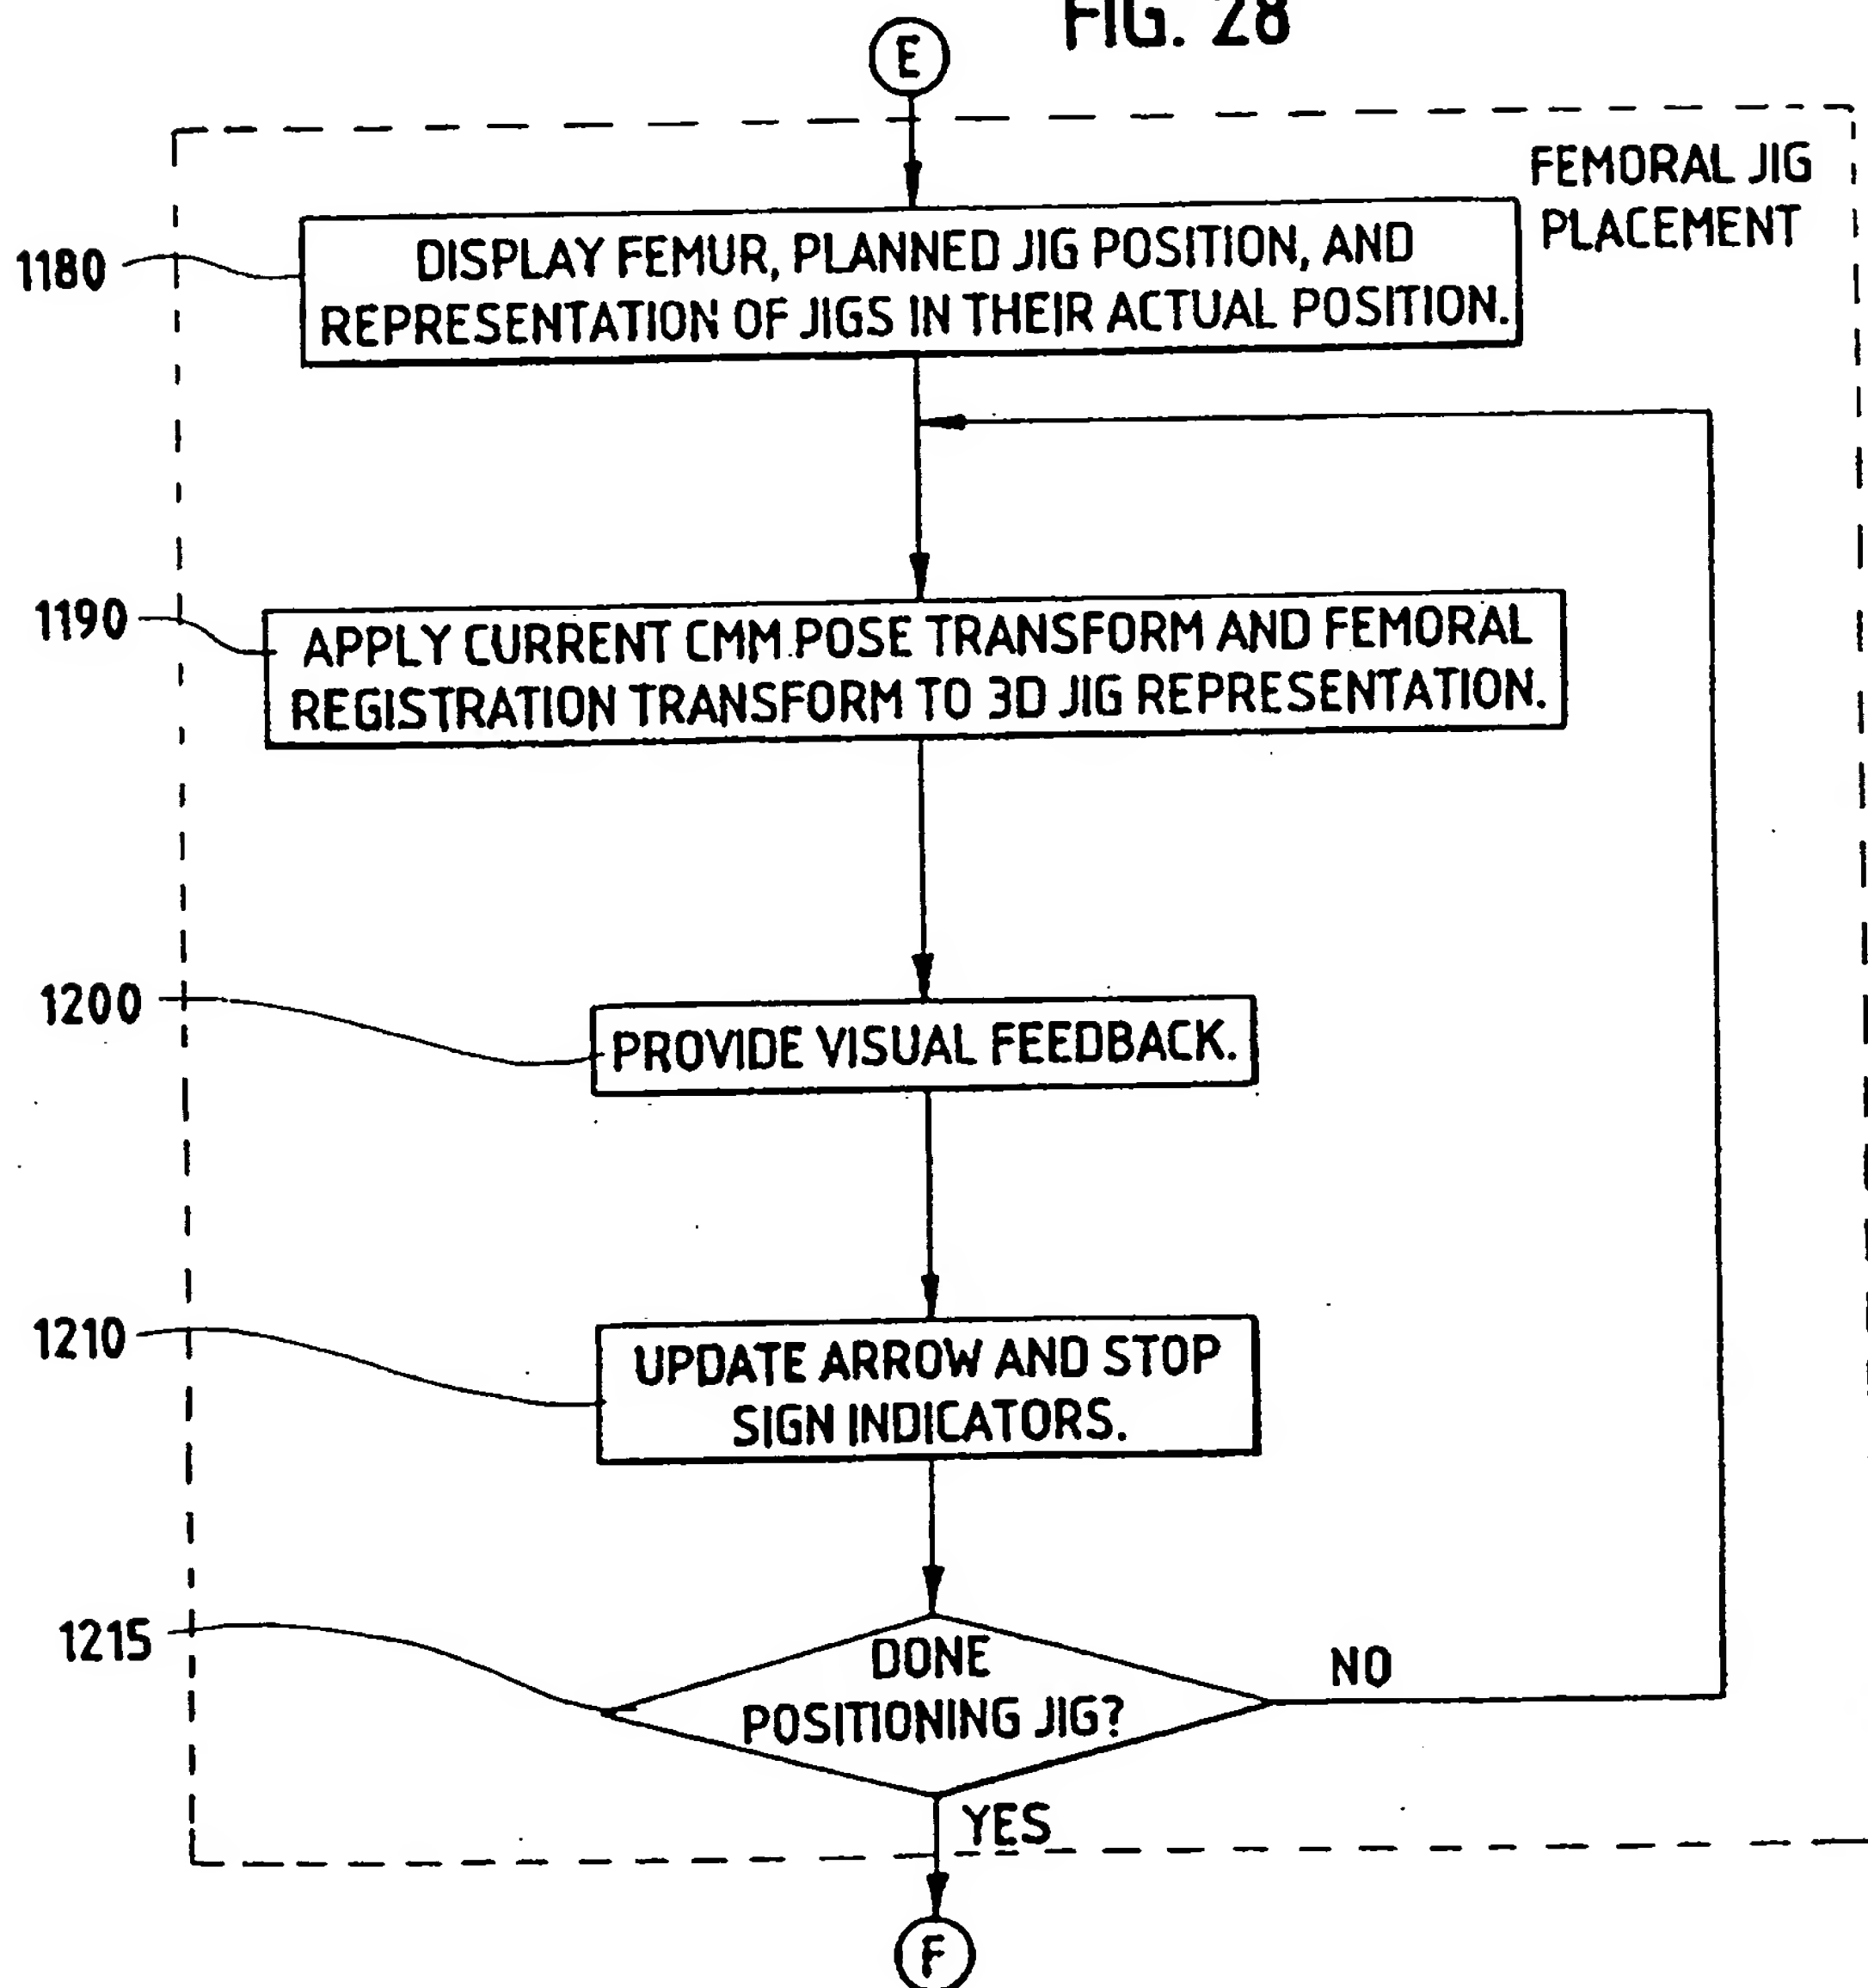 FIG. 28
E
FEMORAL JIG
PLACEMENT
1180
DISPLAY FEMUR, PLANNED JIG POSITION, AND
REPRESENTATION OF JIGS IN THEIR ACTUAL POSITION.
1190
APPLY CURRENT CMM POSE TRANSFORM AND FEMORAL
REGISTRATION TRANSFORM TO 3D JIG REPRESENTATION.
1200
PROVIDE VISUAL FEEDBACK.
1210
UPDATE ARROW AND STOP
SIGN INDICATORS.
1215
DONE
POSITIONING JIG?
NO
YES
F